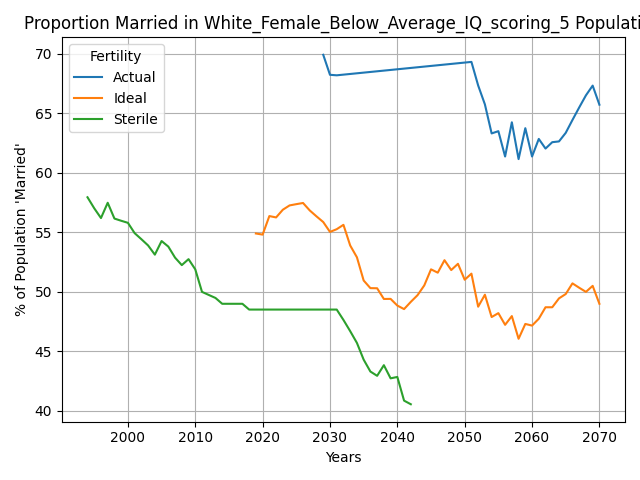 Proportion Married in White_Female_Below_Average_IQ_scoring_5 Populati
Fertility
Actual
Ideal
Sterile
% of Population 'Married'
70
65
60
55
50
45
40
2000 2010 2020 2030 2040 2050 2060 2070
Years